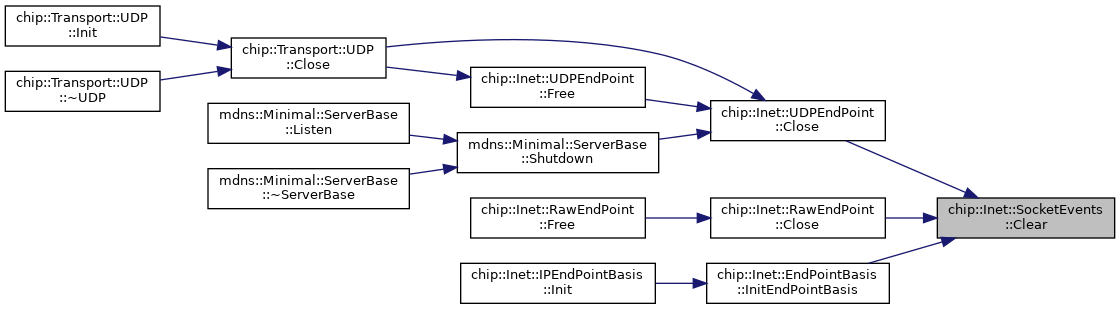 chip::Transport::UDP
::Init
chip::Transport::UDP
::~UDP
chip::Transport::UDP
::Close
mdns::Minimal::ServerBase
::Listen
mdns::Minimal::ServerBase
::~ServerBase
chip::Inet::UDPEndPoint
::Free
mdns::Minimal::ServerBase
::Shutdown
chip::Inet::RawEndPoint
::Free
chip::Inet::IPEndPointBasis
::Init
chip::Inet::UDPEndPoint
::Close
chip::Inet::RawEndPoint
::Close
chip::Inet::EndPointBasis
::InitEndPointBasis
chip::Inet::SocketEvents
::Clear